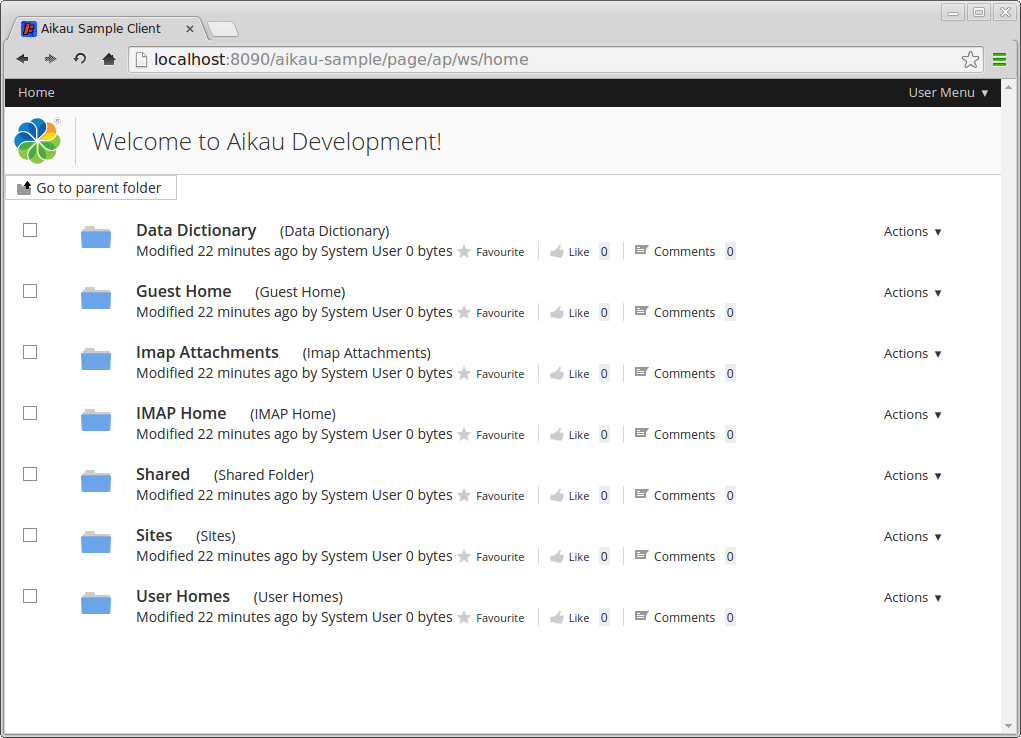 Aikau Sample Client
localhost:8090/aikau-sample/page/ap/ws/home
Home User Menu ▾
Welcome to Aikau Development!
Go to parent folder
Data Dictionary (Data Dictionary) Actions ▾
Modified 22 minutes ago by System User 0 bytes Favourite Like 0 Comments 0
Guest Home (Guest Home) Actions ▾
Modified 22 minutes ago by System User 0 bytes Favourite Like 0 Comments 0
Imap Attachments (Imap Attachments) Actions ▾
Modified 22 minutes ago by System User 0 bytes Favourite Like 0 Comments 0
IMAP Home (IMAP Home) Actions ▾
Modified 22 minutes ago by System User 0 bytes Favourite Like 0 Comments 0
Shared (Shared Folder) Actions ▾
Modified 22 minutes ago by System User 0 bytes Favourite Like 0 Comments 0
Sites (Sites) Actions ▾
Modified 22 minutes ago by System User 0 bytes Favourite Like 0 Comments 0
User Homes (User Homes) Actions ▾
Modified 22 minutes ago by System User 0 bytes Favourite Like 0 Comments 0